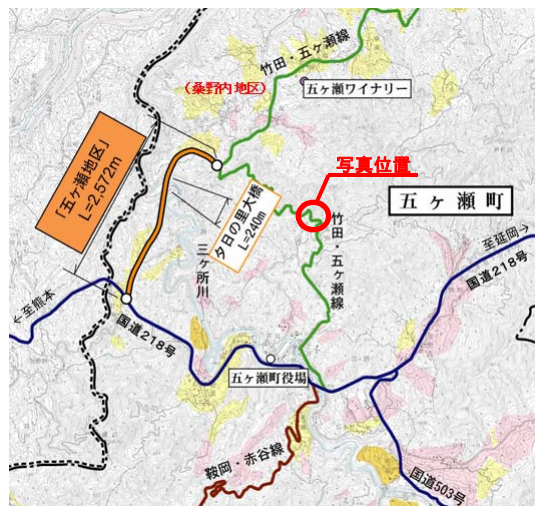 竹田・五ヶ瀬線
(桑野内地区)
五ヶ瀬ワイナリー
「五ヶ瀬地区」
L=2,572m
写真位置
夕日の里大橋
L=240m
五ヶ瀬町
竹田・五ヶ瀬線
三ヶ所川
至延岡→
国道218号
←至熊本
国道218号
五ヶ瀬町役場
鞍岡・赤谷線
国道503号